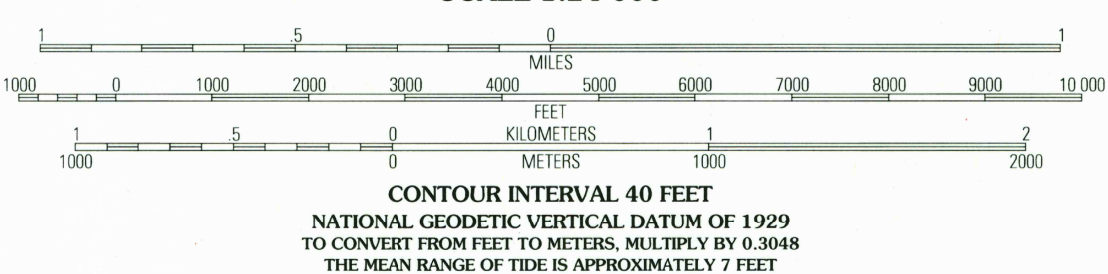 1 .5 0 1
MILES
1000 0 1000 2000 3000 4000 5000 6000 7000 8000 9000 10 000
FEET
1 .5 0 KILOMETERS 1 2
1000 0 METERS 1000 2000
CONTOUR INTERVAL 40 FEET
NATIONAL GEODETIC VERTICAL DATUM OF 1929
TO CONVERT FROM FEET TO METERS, MULTIPLY BY 0.3048
THE MEAN RANGE OF TIDE IS APPROXIMATELY 7 FEET